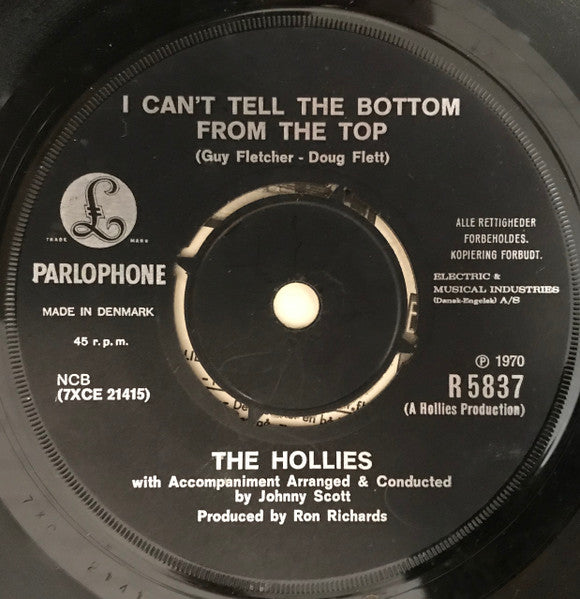 I CAN'T TELL THE BOTTOM
FROM THE TOP
(Guy Fletcher - Doug Flett)
£
TRADE MARK
PARLOPHONE
MADE IN DENMARK
45 r.p.m.
NCB
(7XCE 21415)
ALLE RETTIGHEDER
FORBEHOLDES.
KOPIERING FORBUDT.
ELECTRIC &
MUSICAL INDUSTRIES
(Dansk-Engelsk) A/S
Ⓟ 1970
R 5837
(A Hollies Production)
THE HOLLIES
with Accompaniment Arranged & Conducted
by Johnny Scott
Produced by Ron Richards